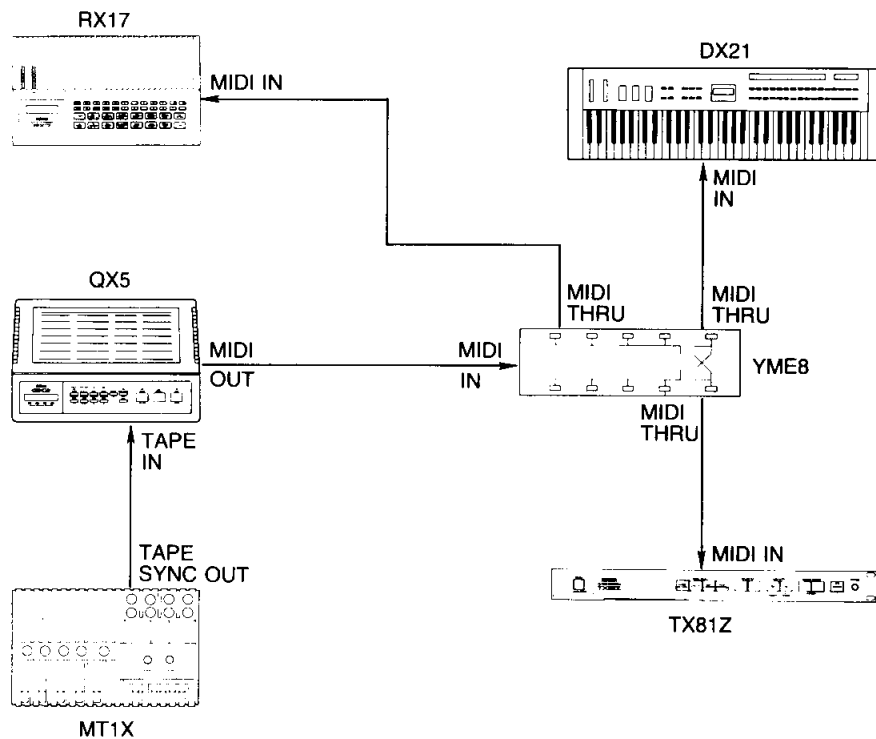 RX17
MIDI IN
DX21
MIDI
IN
QX5
MIDI
OUT
MIDI
IN
MIDI
THRU
MIDI
THRU
YME8
MIDI
THRU
TAPE
IN
TAPE
SYNC OUT
MIDI IN
TX81Z
MT1X